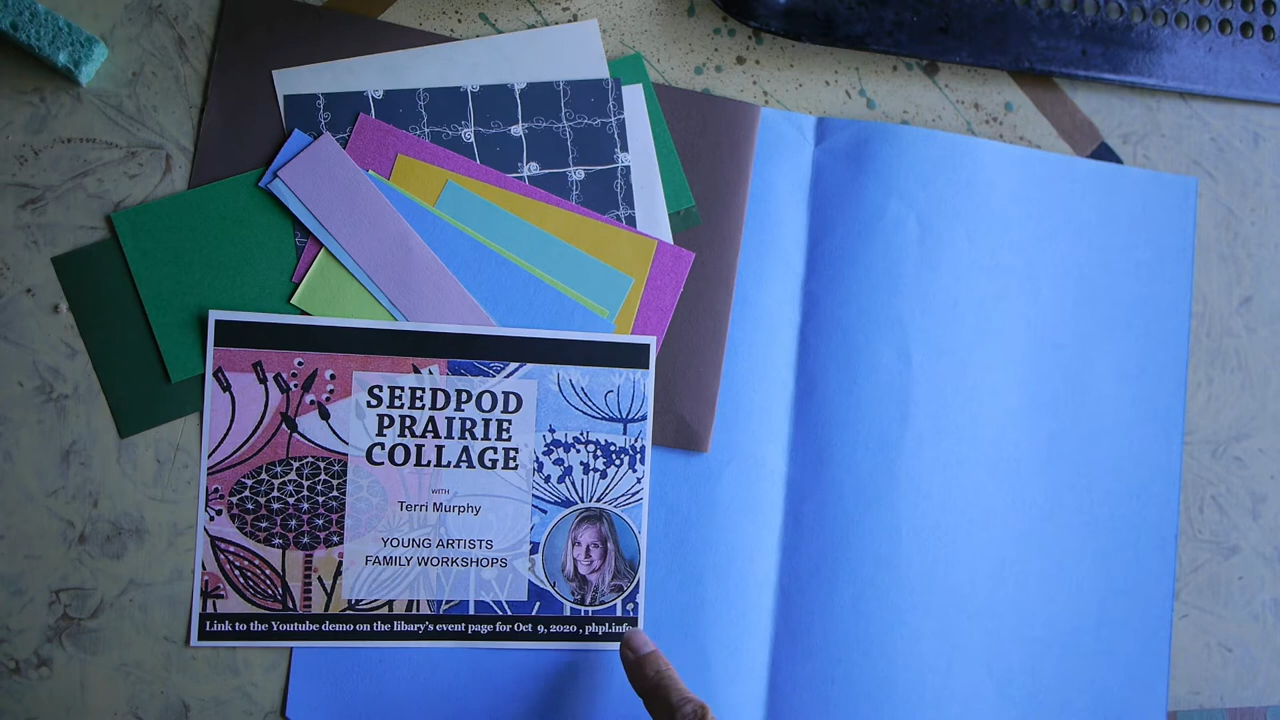 SEEDPOD
PRAIRIE
COLLAGE
WITH
Terri Murphy
YOUNG ARTISTS
FAMILY WORKSHOPS
Link to the Youtube demo on the libary's event page for Oct 9, 2020 , phpl.info